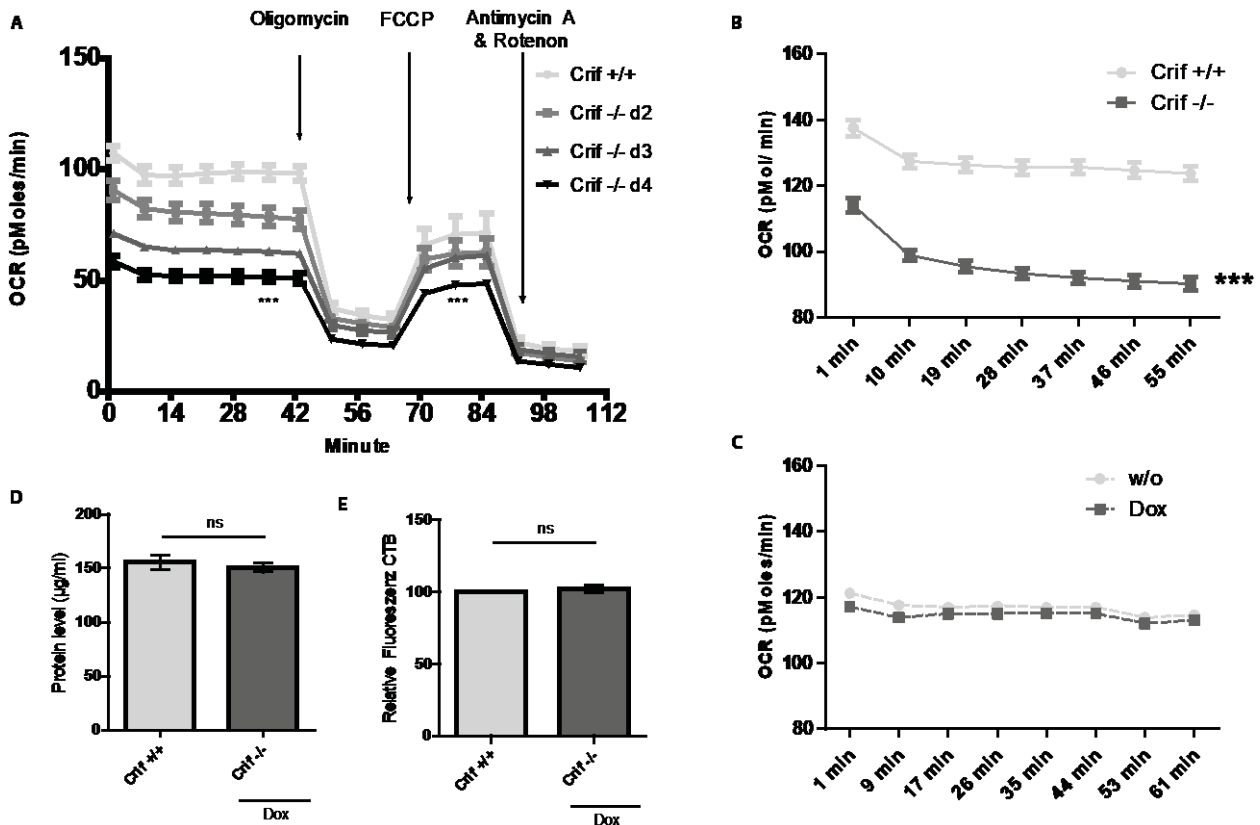 A
Oligomycin
FCCP
Antimycin A
& Rotenon
150
100
50
0
OCR (pMoles/min)
Crif +/+
Crif -/- d2
Crif -/- d3
Crif -/- d4
***
***
0 14 28 42 56 70 84 98 112
Minute
B
160
140
120
100
80
OCR (pMol/ min)
Crif +/+
Crif -/-
***
1 min 10 min 19 min 28 min 37 min 46 min 55 min
C
160
140
120
100
80
OCR (pMoles/min)
w/o
Dox
1 min 9 min 17 min 26 min 35 min 44 min 53 min 61 min
D
200
150
100
50
0
Protein level (µg/ml)
ns
Crif +/+
Crif -/-
Dox
E
150
100
50
0
Relative Fluoreszenz CTB
ns
Crif +/+
Crif -/-
Dox